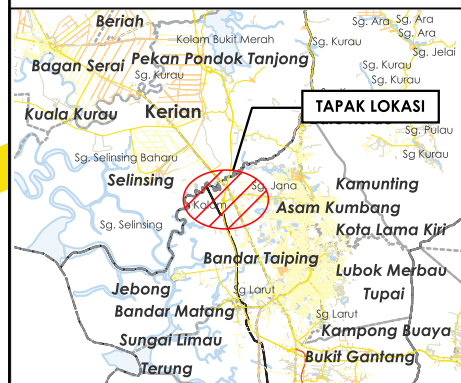 Beriah
Sg. Ara
Sg. Ara
Sg. Ara
Kolam Bukit Merah
Sg. Kurau
Sg. Jelai
Bagan Serai
Pekan Pondok Tanjong
Sg. Kurau
Sg. Kurau
Sg. Kurau
TAPAK LOKASI
Kuala Kurau
Kerian
Sg. Pulau
Sg Kurau
Sg. Selinsing Baharu
Selinsing
Sg. Jana
Kamunting
Kolam
Asam Kumbang
Sg. Selinsing
Kota Lama Kiri
Bandar Taiping
Lubok Merbau
Jebong
Sg Larut
Tupai
Bandar Matang
Sg Larut
Sungai Limau
Kampong Buaya
Bukit Gantang
Terung